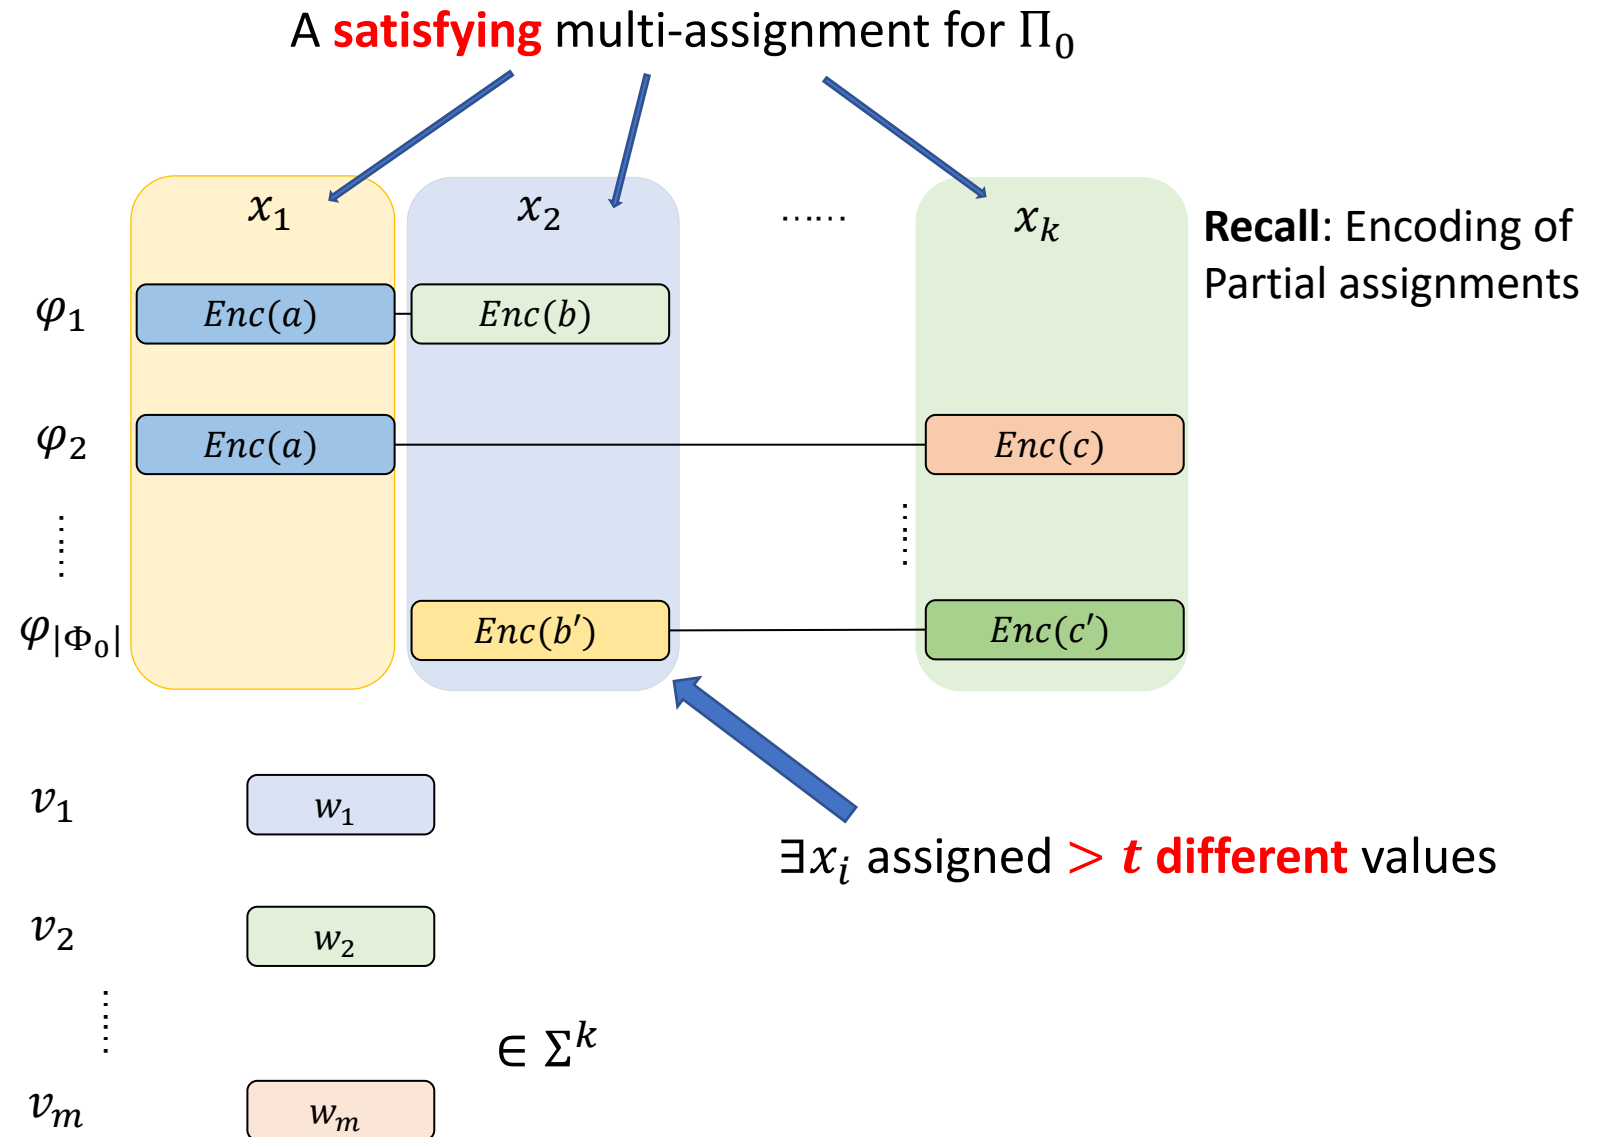 A satisfying multi-assignment for Π₀
x₁ x₂ ...... xₖ
Recall: Encoding of
Partial assignments
φ₁ Enc(a) Enc(b)
φ₂ Enc(a) Enc(c)
...... ......
φ_|Φ₀| Enc(b′) Enc(c′)
v₁ w₁
∃xᵢ assigned > t different values
v₂ w₂
......
∈ Σᵏ
vₘ wₘ